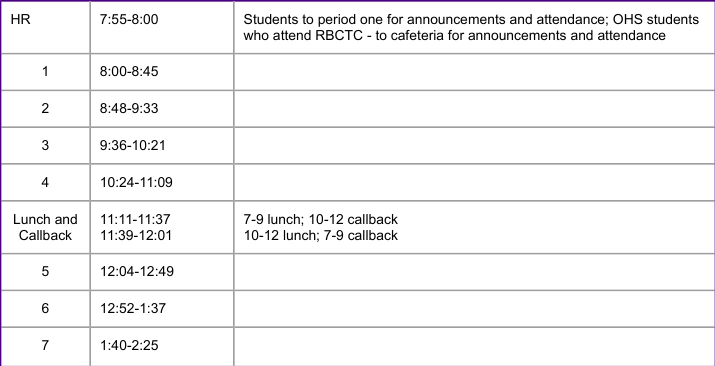 HR 7:55-8:00 Students to period one for announcements and attendance; OHS students
who attend RBCTC - to cafeteria for announcements and attendance
1 8:00-8:45
2 8:48-9:33
3 9:36-10:21
4 10:24-11:09
Lunch and 11:11-11:37 7-9 lunch; 10-12 callback
Callback 11:39-12:01 10-12 lunch; 7-9 callback
5 12:04-12:49
6 12:52-1:37
7 1:40-2:25